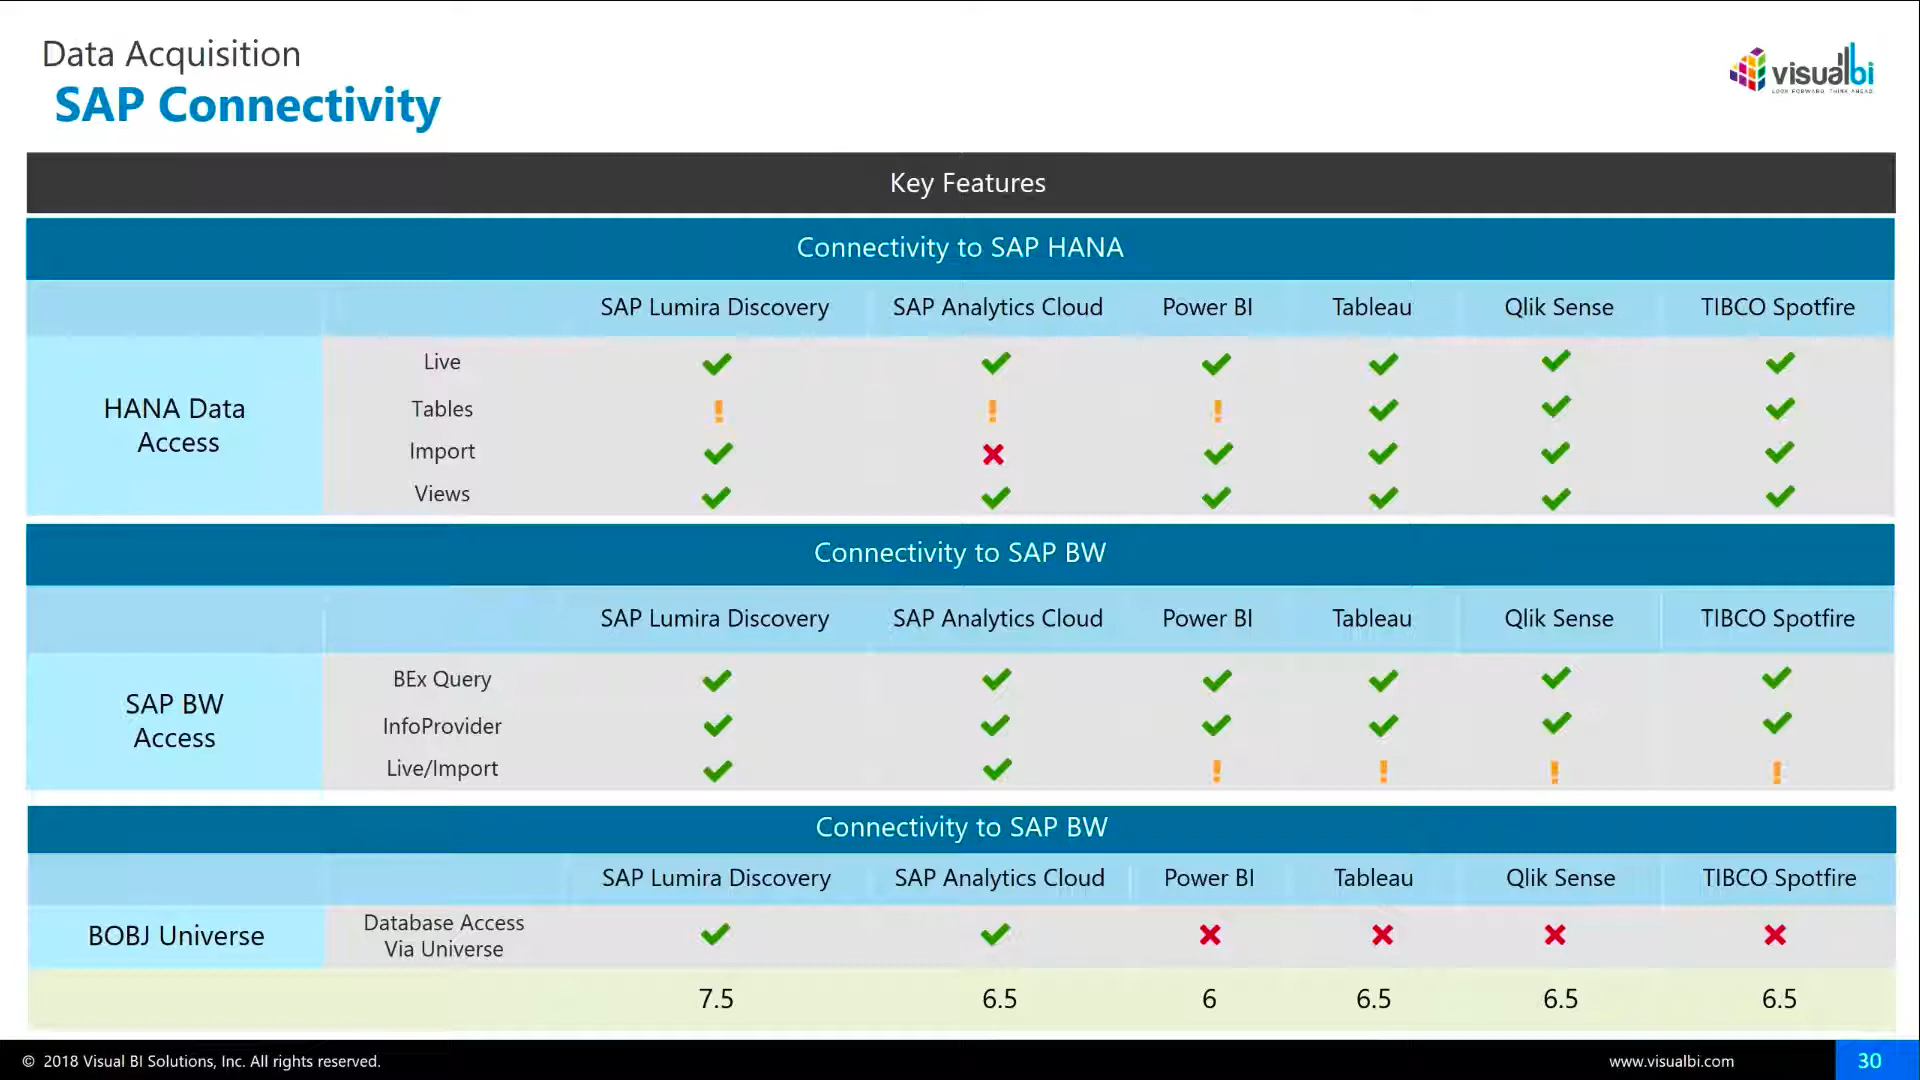 Data Acquisition
SAP Connectivity
visualbi
LOOK FORWARD. THINK AHEAD
Key Features
Connectivity to SAP HANA
SAP Lumira Discovery SAP Analytics Cloud Power BI Tableau Qlik Sense TIBCO Spotfire
HANA Data
Access
Live ✔ ✔ ✔ ✔ ✔ ✔
Tables ! ! ! ✔ ✔ ✔
Import ✔ ✖ ✔ ✔ ✔ ✔
Views ✔ ✔ ✔ ✔ ✔ ✔
Connectivity to SAP BW
SAP Lumira Discovery SAP Analytics Cloud Power BI Tableau Qlik Sense TIBCO Spotfire
SAP BW
Access
BEx Query ✔ ✔ ✔ ✔ ✔ ✔
InfoProvider ✔ ✔ ✔ ✔ ✔ ✔
Live/Import ✔ ✔ ! ! ! !
Connectivity to SAP BW
SAP Lumira Discovery SAP Analytics Cloud Power BI Tableau Qlik Sense TIBCO Spotfire
BOBJ Universe
Database Access
Via Universe ✔ ✔ ✖ ✖ ✖ ✖
7.5 6.5 6 6.5 6.5 6.5
© 2018 Visual BI Solutions, Inc. All rights reserved. www.visualbi.com 30